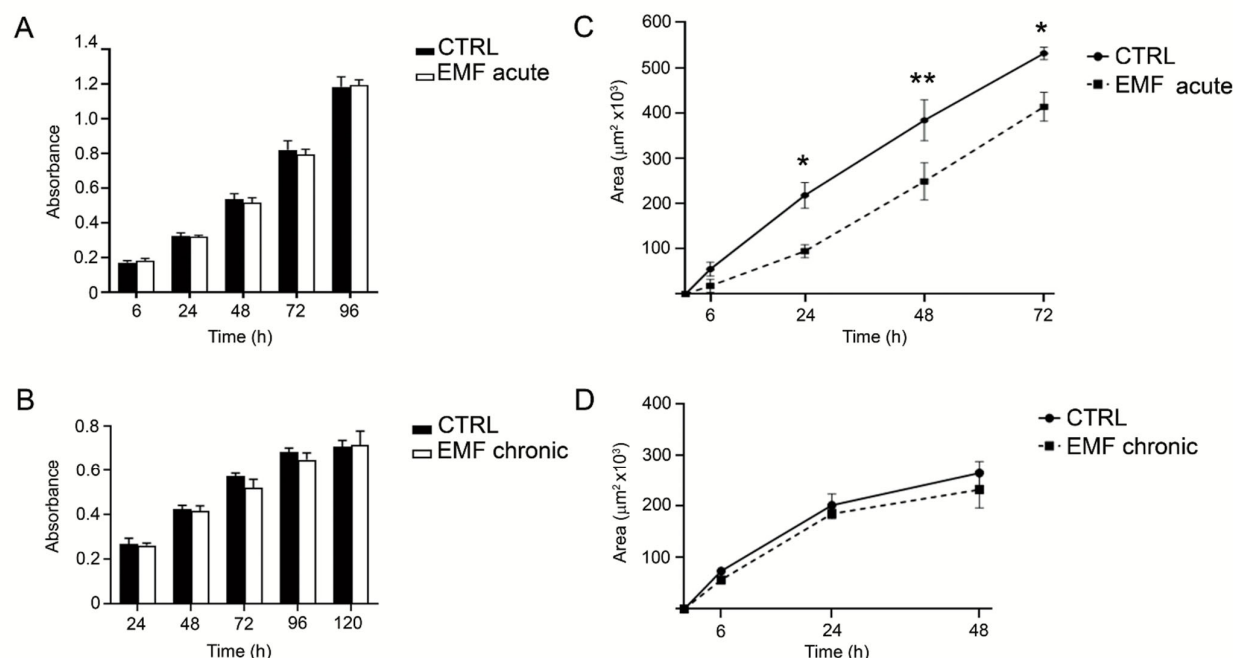 A
Absorbance
1.4
1.2
1.0
0.8
0.6
0.4
0.2
0
6 24 48 72 96
Time (h)
CTRL
EMF acute
C
Area (µm² x10³)
600
500
400
300
200
100
* ** *
6 24 48 72
Time (h)
CTRL
EMF acute
B
Absorbance
0.8
0.6
0.4
0.2
0
24 48 72 96 120
Time (h)
CTRL
EMF chronic
D
Area (µm² x10³)
400
300
200
100
6 24 48
Time (h)
CTRL
EMF chronic